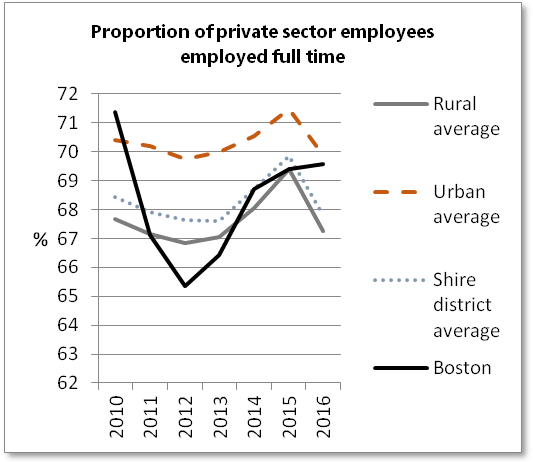 Proportion of private sector employees
employed full time
72
71
70
69
68
67
66
65
64
63
62
%
2010
2011
2012
2013
2014
2015
2016
Rural
average
Urban
average
Shire
district
average
Boston